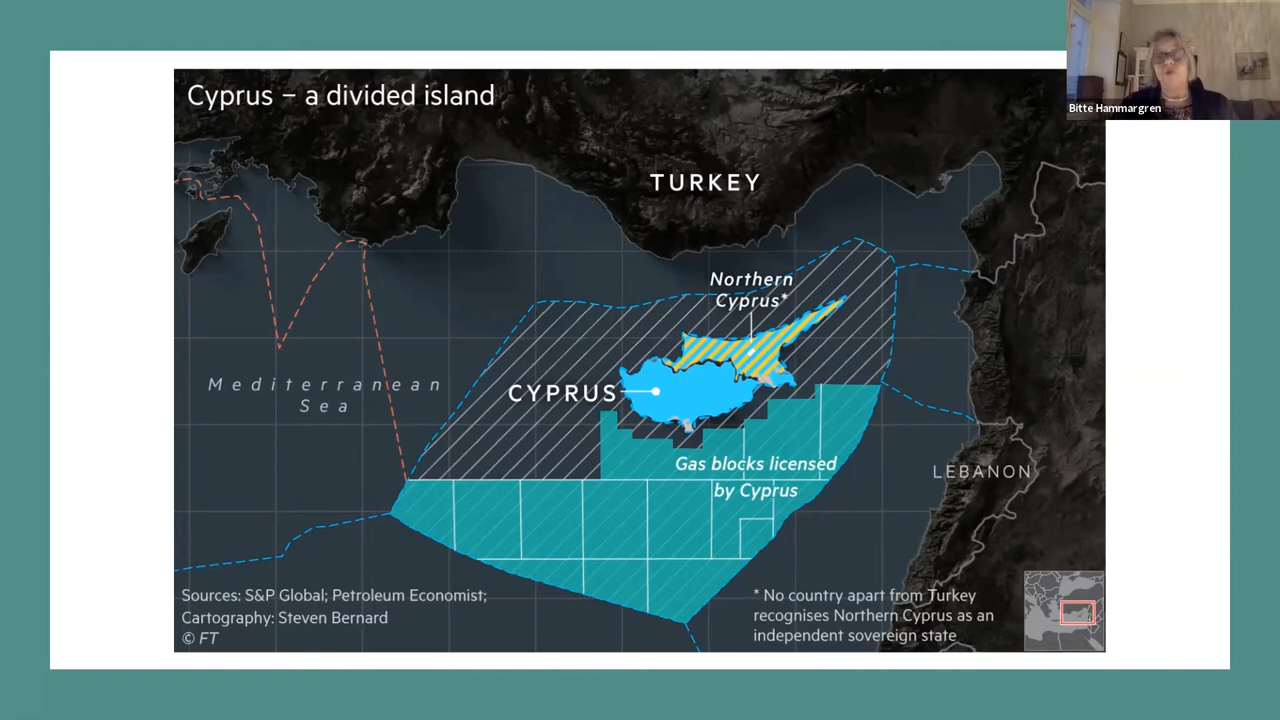 Cyprus – a divided island
Bitte Hammargren
TURKEY
Northern
Cyprus*
Mediterranean
Sea
CYPRUS
Gas blocks licensed
by Cyprus
LEBANON
Sources: S&P Global; Petroleum Economist;
Cartography: Steven Bernard
© FT
* No country apart from Turkey
recognises Northern Cyprus as an
independent sovereign state